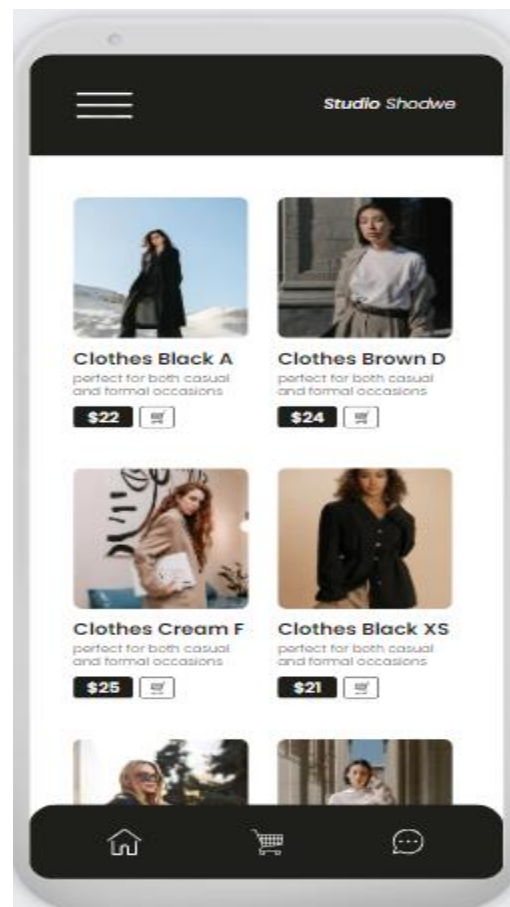 Studio Shodwe
Clothes Black A
perfect for both casual
and formal occasions
$22
Clothes Brown D
perfect for both casual
and formal occasions
$24
Clothes Cream F
perfect for both casual
and formal occasions
$25
Clothes Black XS
perfect for both casual
and formal occasions
$21